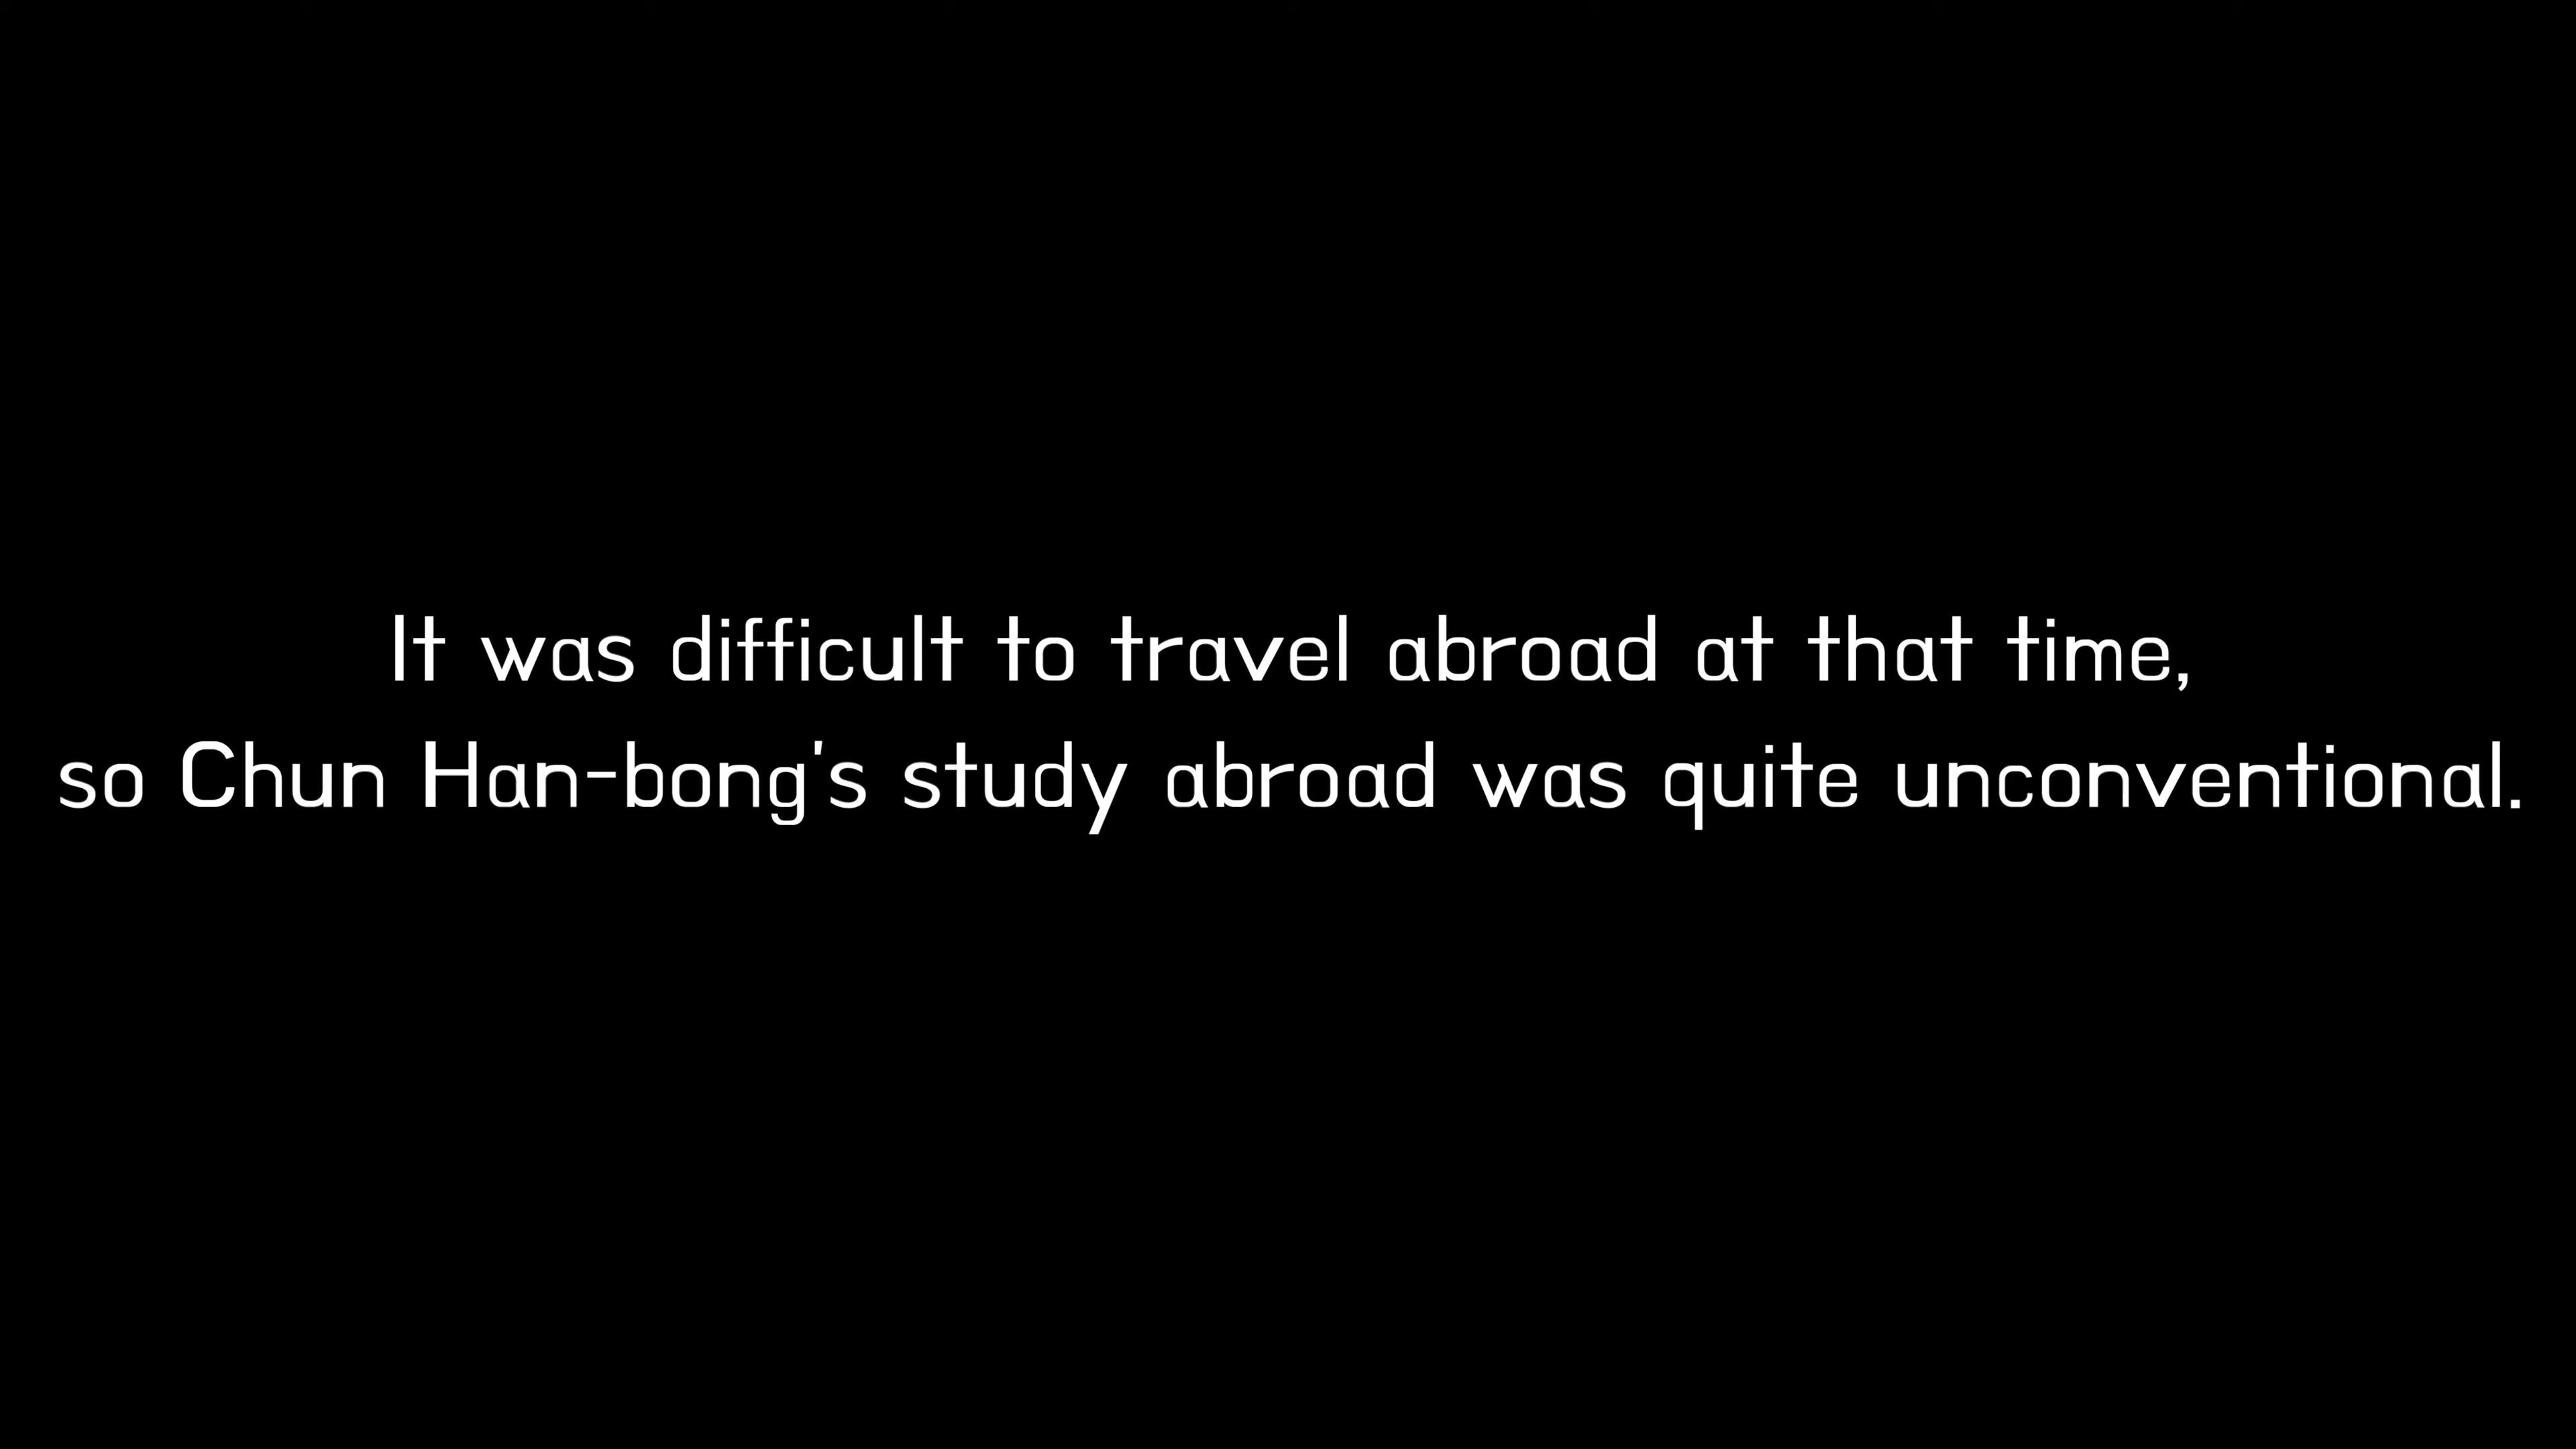 It was difficult to travel abroad at that time,
so Chun Han-bong's study abroad was quite unconventional.